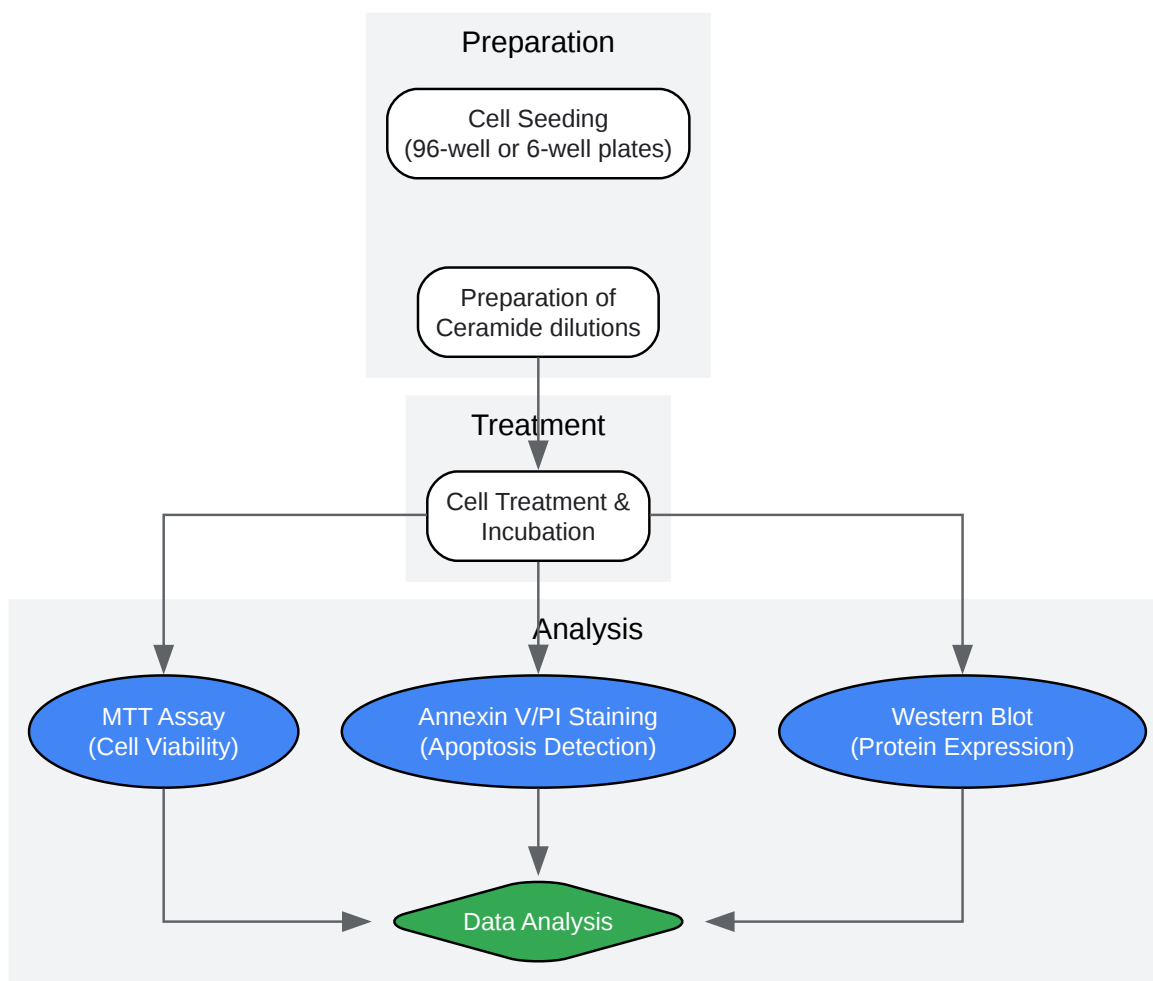 Preparation
Cell Seeding
(96-well or 6-well plates)
Preparation of
Ceramide dilutions
Treatment
Cell Treatment &
Incubation
Analysis
MTT Assay
(Cell Viability)
Annexin V/PI Staining
(Apoptosis Detection)
Western Blot
(Protein Expression)
Data Analysis